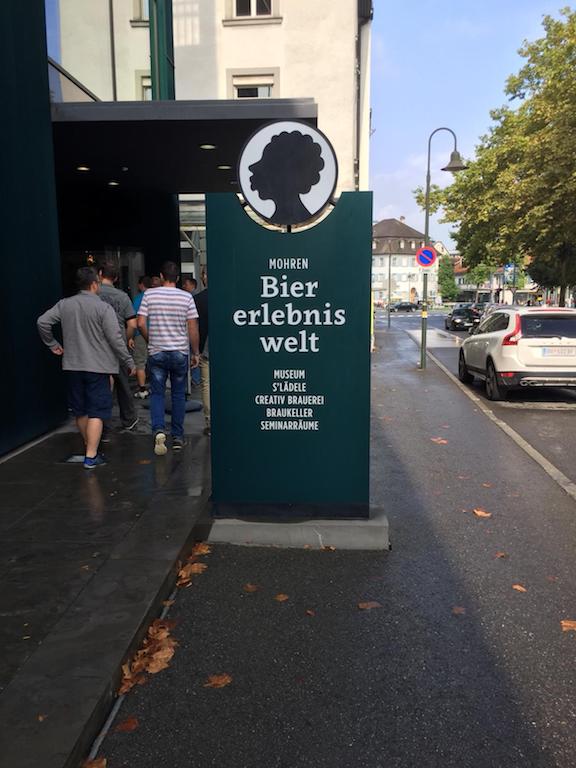 MOHREN
Bier
erlebnis
welt
MUSEUM
S'LÄDELE
CREATIV BRAUEREI
BRAUKELLER
SEMINARRÄUME